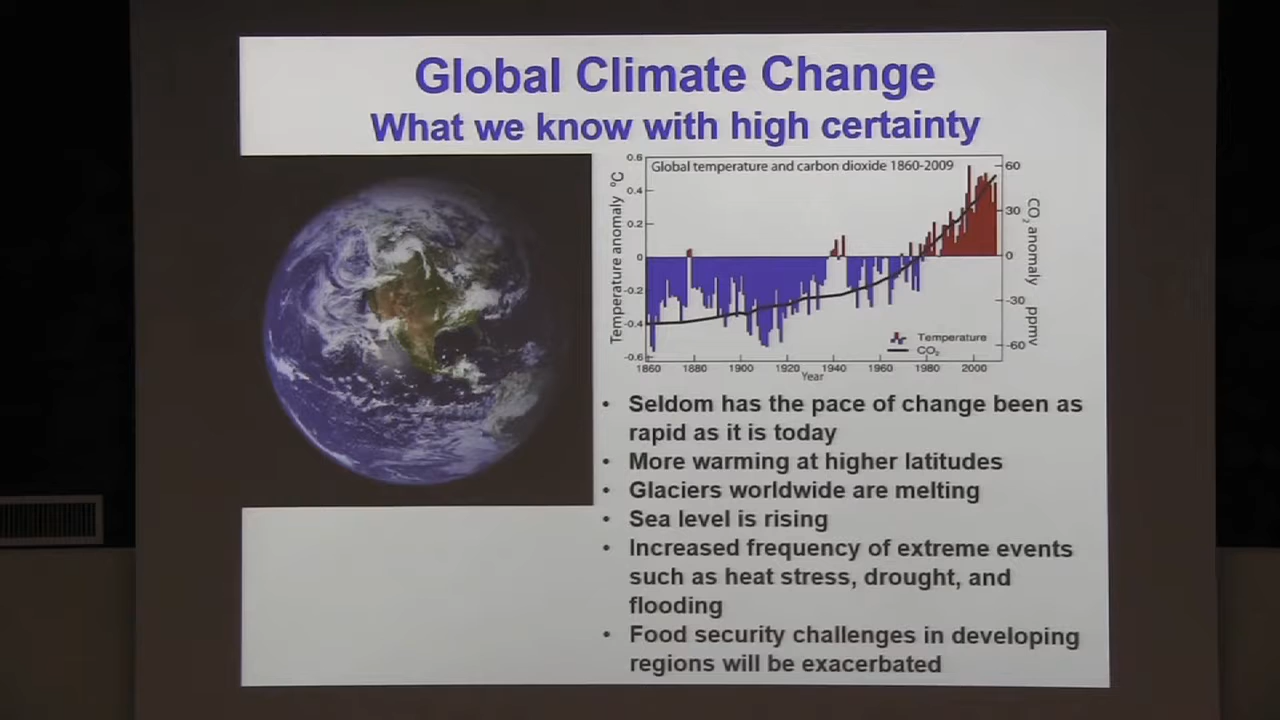 Global Climate Change
What we know with high certainty
Global temperature and carbon dioxide 1860-2009
Temperature anomaly °C
0.6
0.4
0.2
0
-0.2
-0.4
-0.6
60
30
0
-30
-60
CO₂ anomaly ppmv
Temperature
CO₂
1860 1880 1900 1920 1940 1960 1980 2000
Year
• Seldom has the pace of change been as
rapid as it is today
• More warming at higher latitudes
• Glaciers worldwide are melting
• Sea level is rising
• Increased frequency of extreme events
such as heat stress, drought, and
flooding
• Food security challenges in developing
regions will be exacerbated